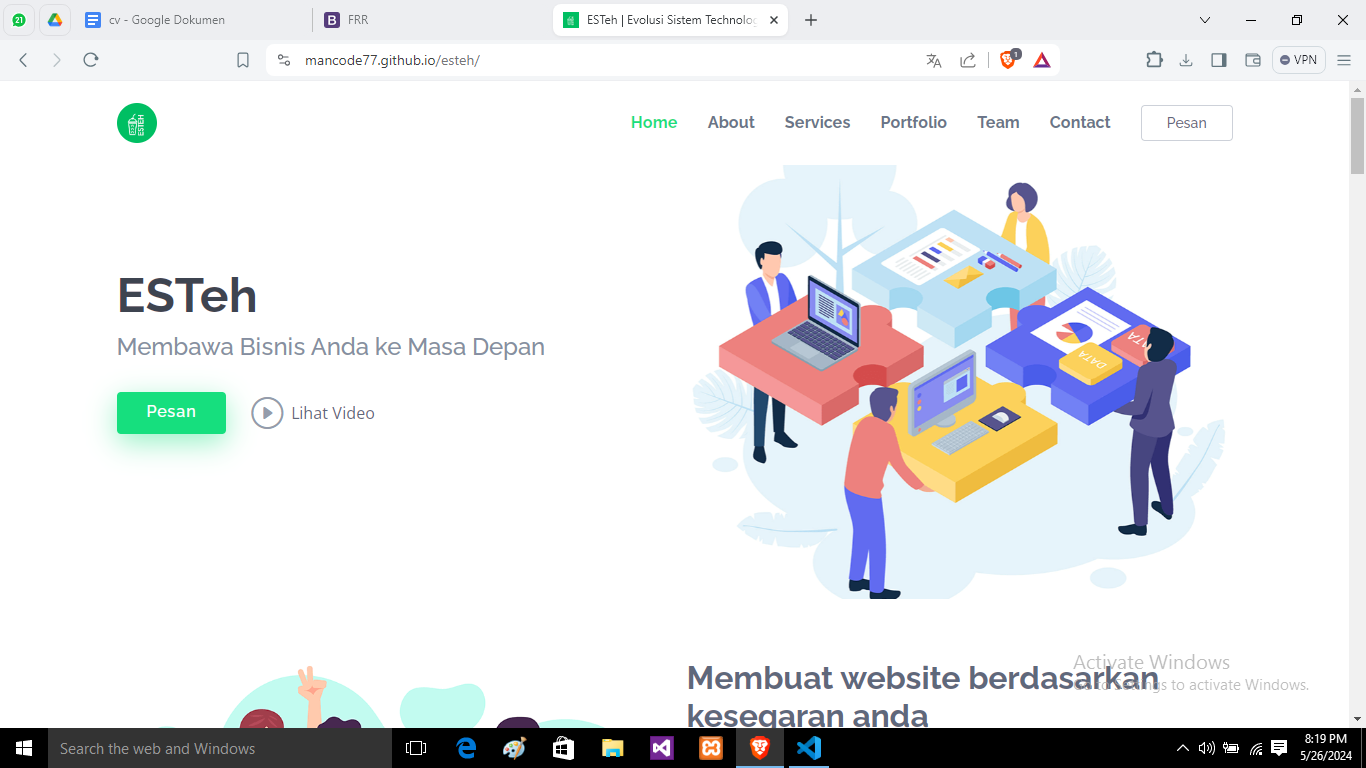 21
cv - Google Dokumen
FRR
ESTeh | Evolusi Sistem Technolog
mancode77.github.io/esteh/
1
VPN
ESTEH
Home
About
Services
Portfolio
Team
Contact
Pesan
ESTeh
Membawa Bisnis Anda ke Masa Depan
Pesan
Lihat Video
DATA
DATA
Membuat website berdasarkan
kesegaran anda
Activate Windows
Go to Settings to activate Windows.
Search the web and Windows
8:19 PM
5/26/2024